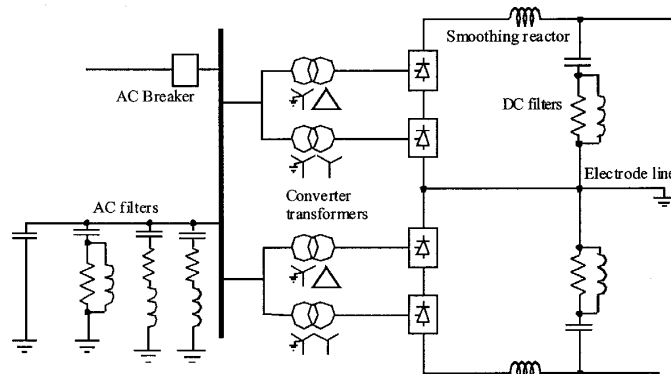 Smoothing reactor
AC Breaker
DC filters
Electrode line
AC filters
Converter
transformers